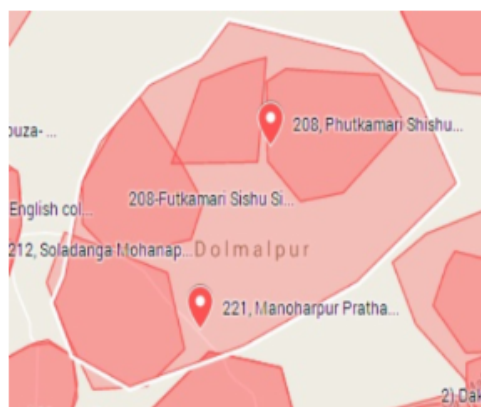 208, Phutkamari Shishu...
ouza- ...
208-Futkamari Sishu Si...
English col...
212, Soladanga Mohanap...
Dolmalpur
221, Manoharpur Pratha...
2) Dak